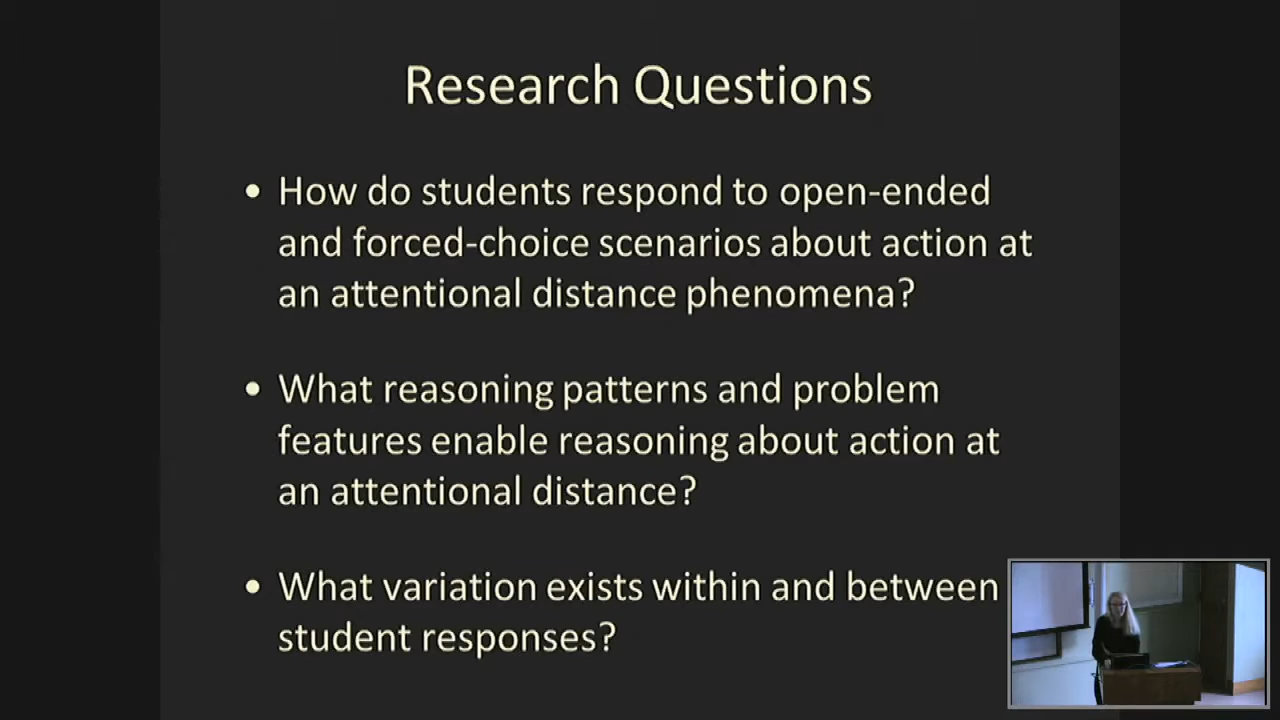 Research Questions
• How do students respond to open-ended
and forced-choice scenarios about action at
an attentional distance phenomena?
• What reasoning patterns and problem
features enable reasoning about action at
an attentional distance?
• What variation exists within and between
student responses?